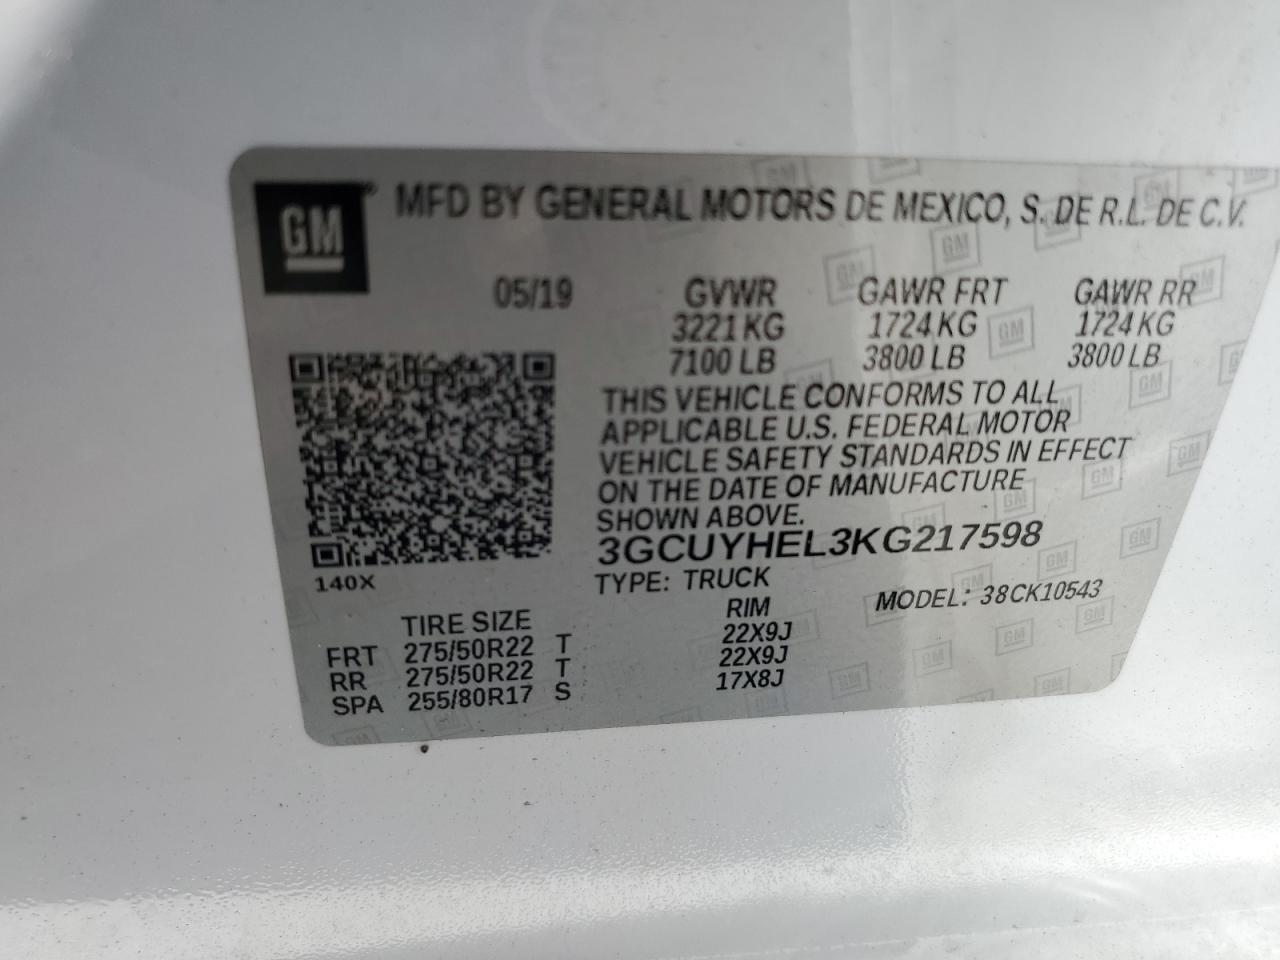 GM® MFD BY GENERAL MOTORS DE MEXICO, S. DE R.L. DE C.V.
05/19 GVWR GAWR FRT GAWR RR
3221 KG 1724 KG 1724 KG
7100 LB 3800 LB 3800 LB
THIS VEHICLE CONFORMS TO ALL
APPLICABLE U.S. FEDERAL MOTOR
VEHICLE SAFETY STANDARDS IN EFFECT
ON THE DATE OF MANUFACTURE
SHOWN ABOVE.
3GCUYHEL3KG217598
140X TYPE: TRUCK MODEL: 38CK10543
TIRE SIZE RIM
FRT 275/50R22 T 22X9J
RR 275/50R22 T 22X9J
SPA 255/80R17 S 17X8J